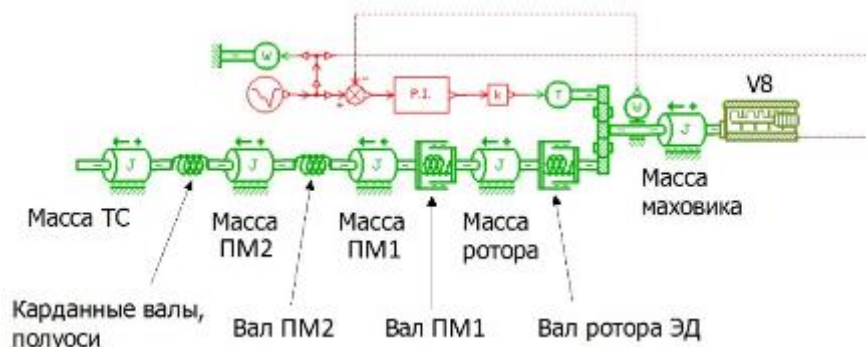 V8
W
P.I.
k
T
W
J
J
J
J
J
Масса ТС
Масса
ПМ2
Масса
ПМ1
Масса
ротора
Масса
маховика
Карданные валы,
полуоси
Вал ПМ2
Вал ПМ1
Вал ротора ЭД